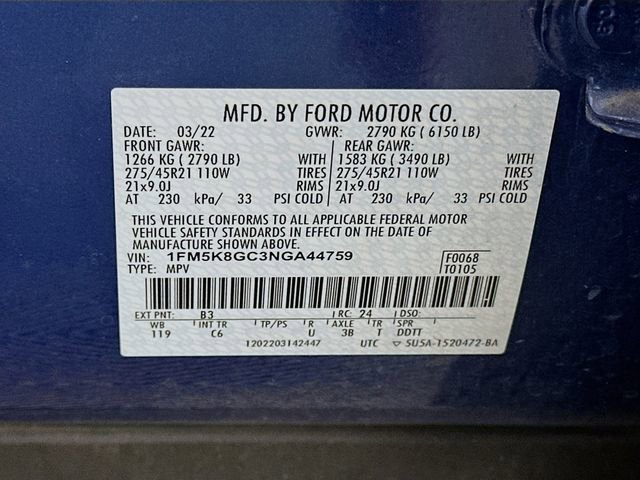 MFD. BY FORD MOTOR CO.
DATE: 03/22 GVWR: 2790 KG ( 6150 LB)
FRONT GAWR: REAR GAWR:
1266 KG ( 2790 LB) WITH 1583 KG ( 3490 LB) WITH
275/45R21 110W TIRES 275/45R21 110W TIRES
21x9.0J RIMS 21x9.0J RIMS
AT 230 kPa/ 33 PSI COLD AT 230 kPa/ 33 PSI COLD
THIS VEHICLE CONFORMS TO ALL APPLICABLE FEDERAL MOTOR
VEHICLE SAFETY STANDARDS IN EFFECT ON THE DATE OF
MANUFACTURE SHOWN ABOVE.
VIN: 1FM5K8GC3NGA44759 F0068
TYPE: MPV T0105
EXT PNT: B3 RC: 24 DSO:
WB INT TR TP/PS R AXLE TR SPR
119 C6 U 3B T DDTT
1202203142447 UTC ▽ 5U5A-1520472-BA